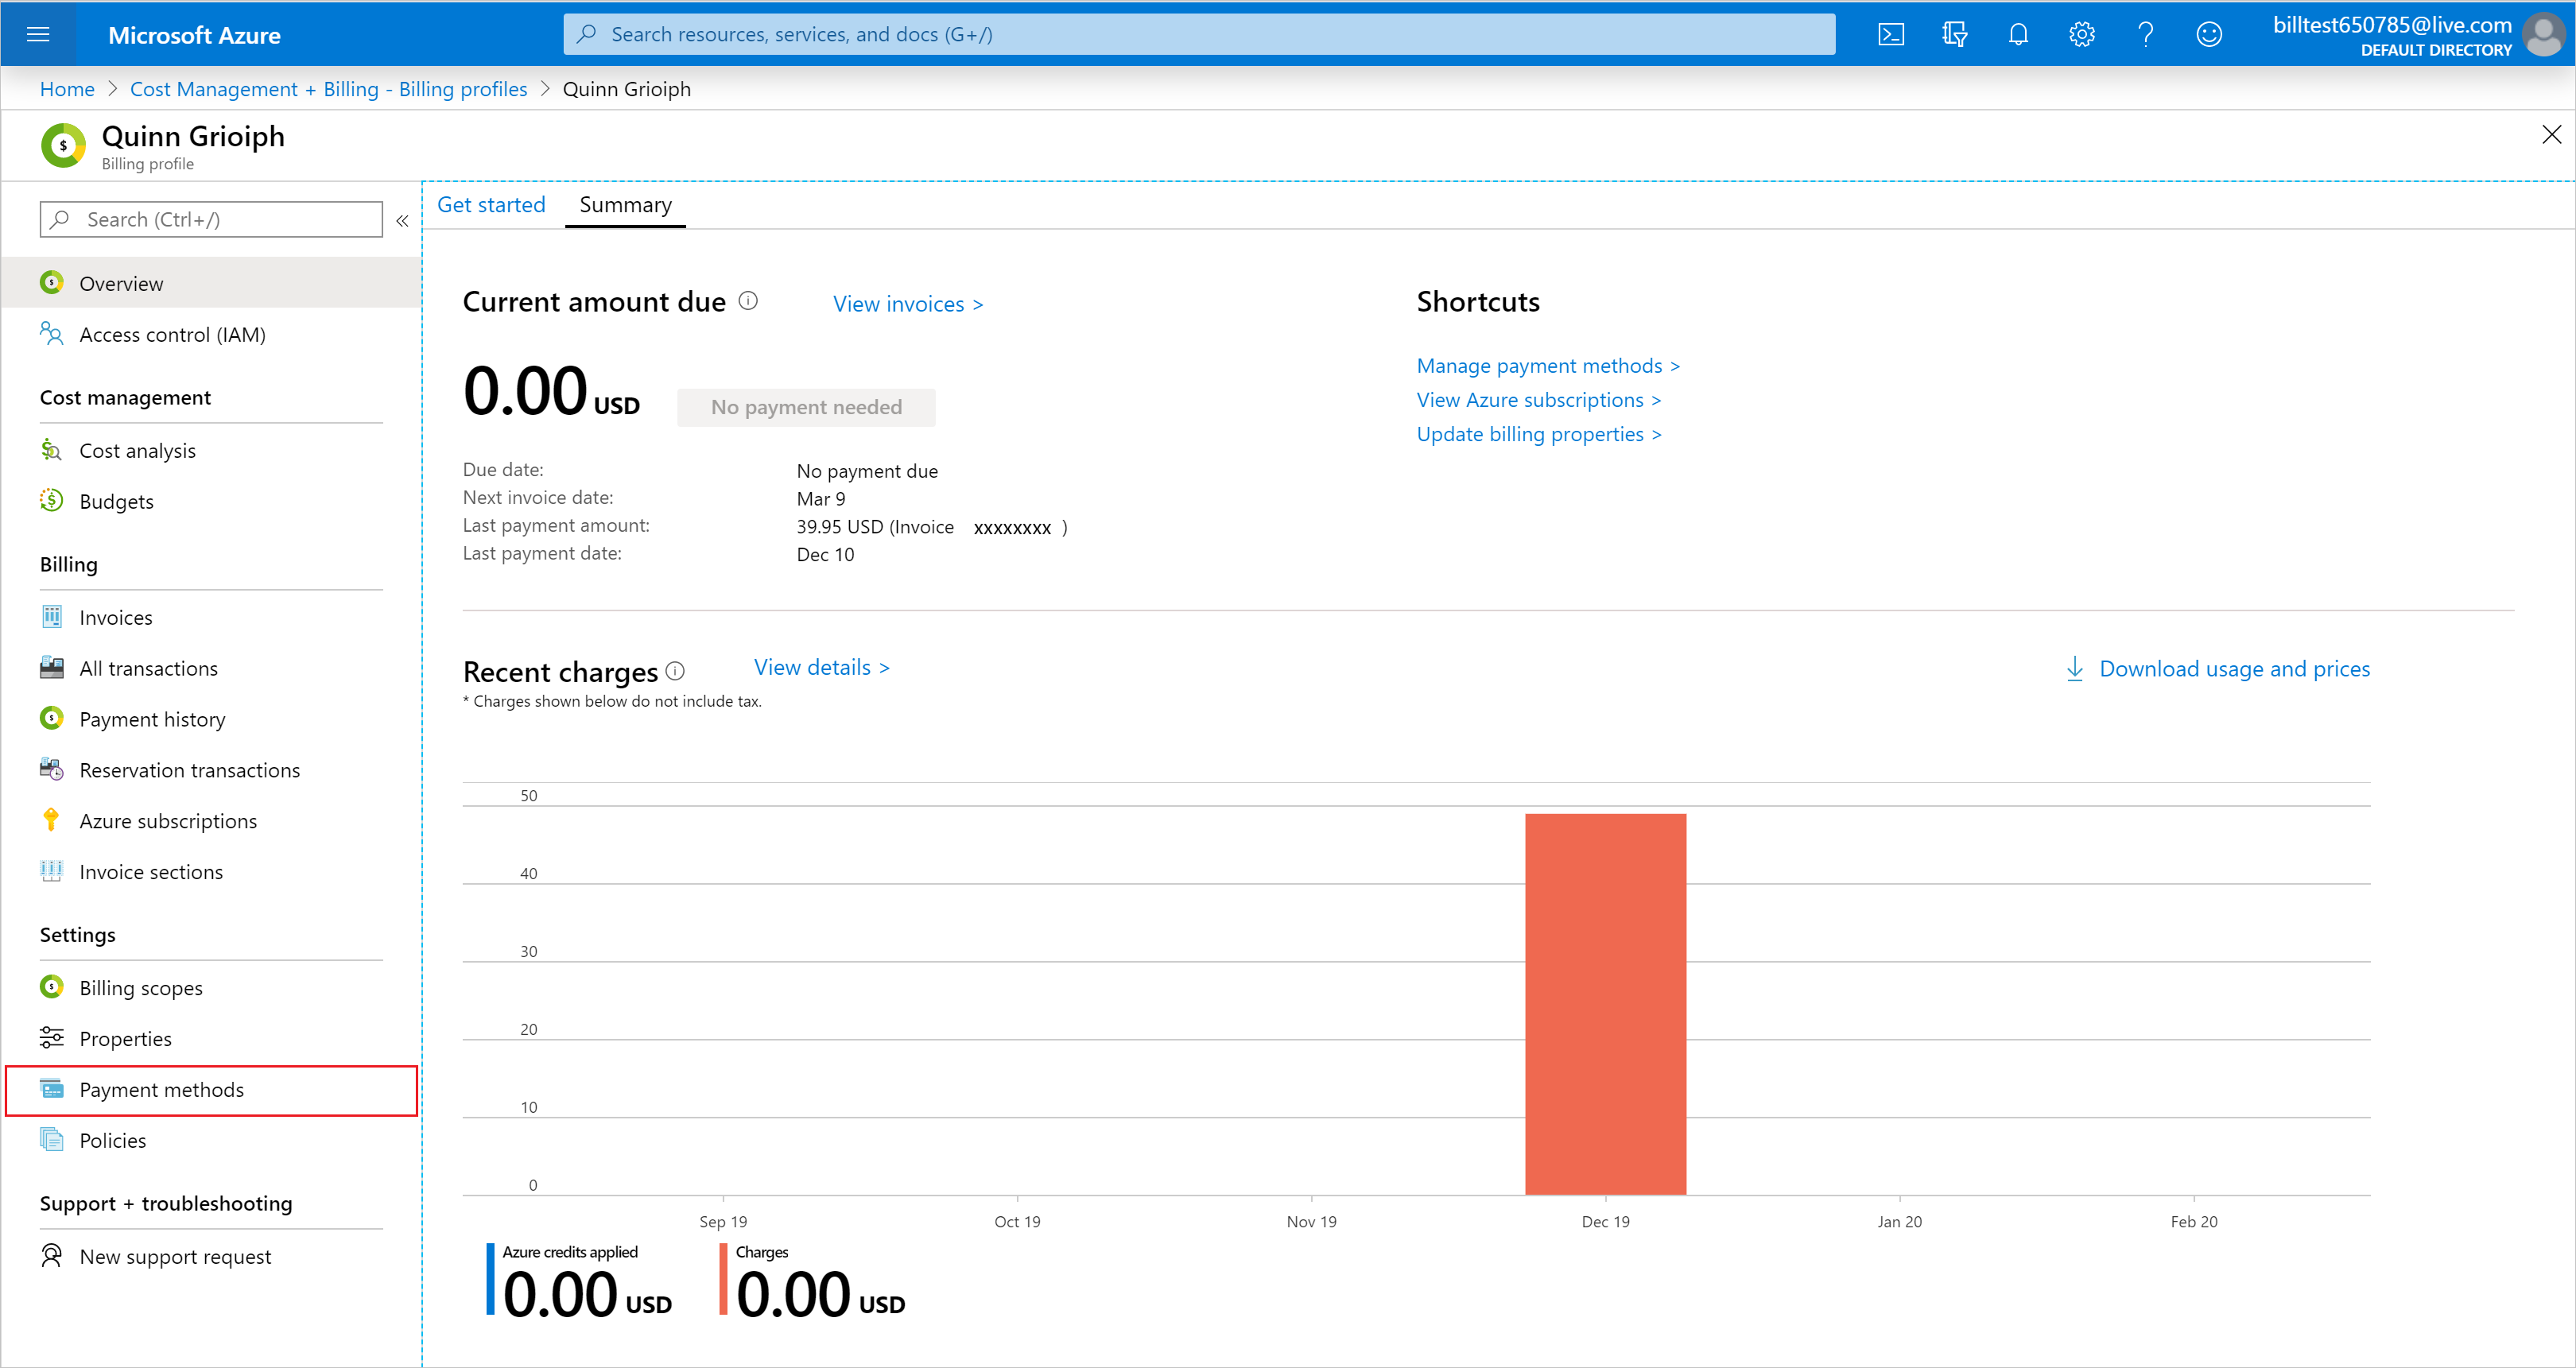 Microsoft Azure
Search resources, services, and docs (G+/)
billtest650785@live.com
DEFAULT DIRECTORY
Home > Cost Management + Billing - Billing profiles > Quinn Grioiph
Quinn Grioiph
Billing profile
Search (Ctrl+/)
«
Overview
Access control (IAM)
Cost management
Cost analysis
Budgets
Billing
Invoices
All transactions
Payment history
Reservation transactions
Azure subscriptions
Invoice sections
Settings
Billing scopes
Properties
Payment methods
Policies
Support + troubleshooting
New support request
Get started
Summary
Current amount due
View invoices >
0.00 USD
No payment needed
Due date: No payment due
Next invoice date: Mar 9
Last payment amount: 39.95 USD (Invoice xxxxxxxx )
Last payment date: Dec 10
Shortcuts
Manage payment methods >
View Azure subscriptions >
Update billing properties >
Recent charges
View details >
Download usage and prices
* Charges shown below do not include tax.
50
40
30
20
10
0
Sep 19
Oct 19
Nov 19
Dec 19
Jan 20
Feb 20
Azure credits applied
0.00 USD
Charges
0.00 USD